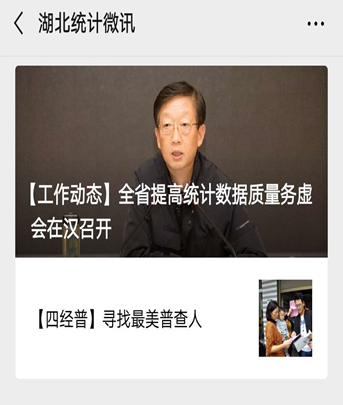 湖北统计微讯
【工作动态】全省提高统计数据质量务虚
会在汉召开
【四经普】寻找最美普查人